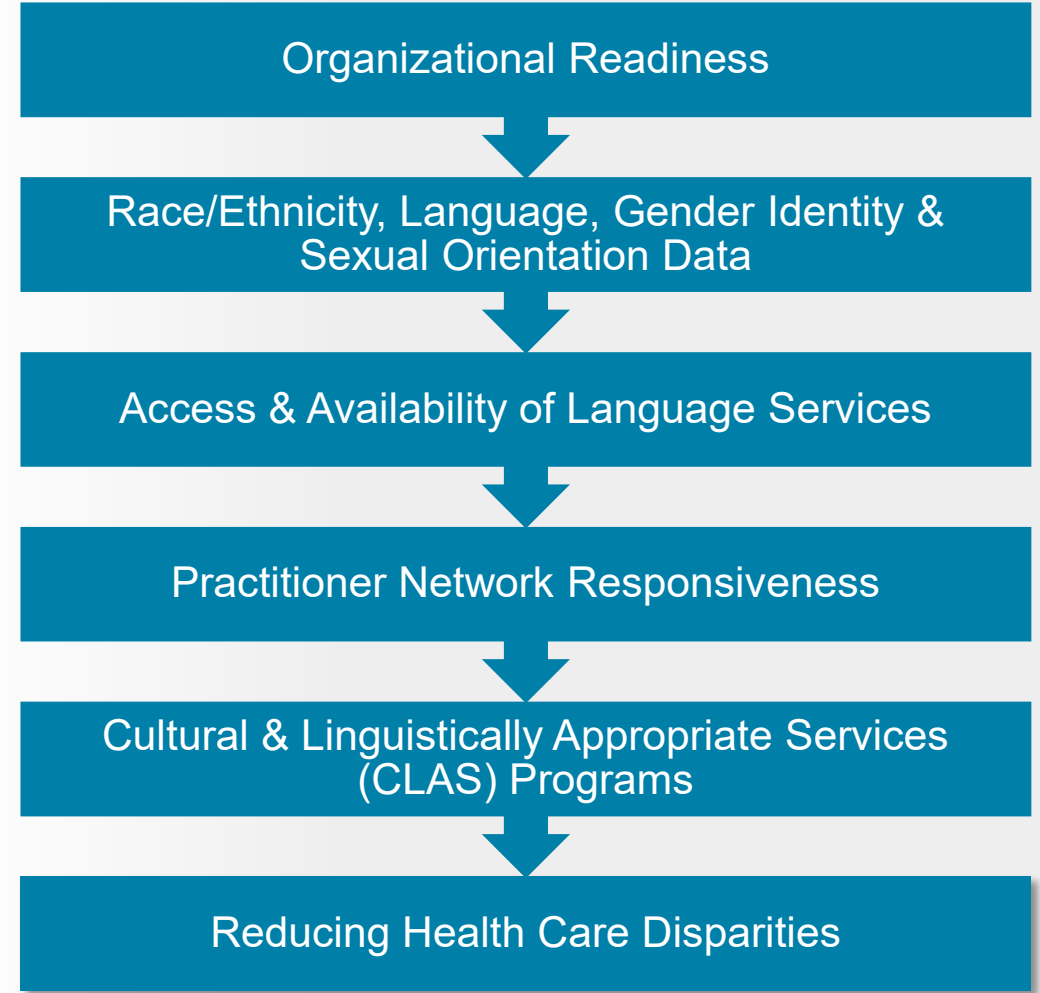 Organizational Readiness
Race/Ethnicity, Language, Gender Identity &
Sexual Orientation Data
Access & Availability of Language Services
Practitioner Network Responsiveness
Cultural & Linguistically Appropriate Services
(CLAS) Programs
Reducing Health Care Disparities